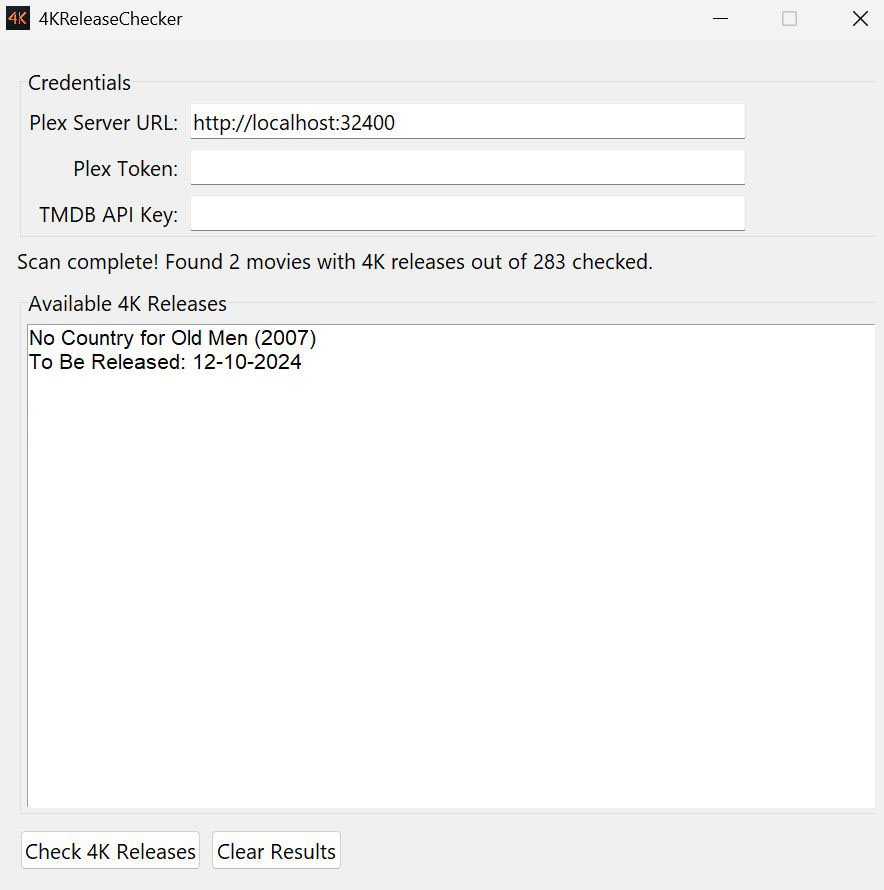 4K 4KReleaseChecker
Credentials
Plex Server URL: http://localhost:32400
Plex Token:
TMDB API Key:
Scan complete! Found 2 movies with 4K releases out of 283 checked.
Available 4K Releases
No Country for Old Men (2007)
To Be Released: 12-10-2024
Check 4K Releases Clear Results